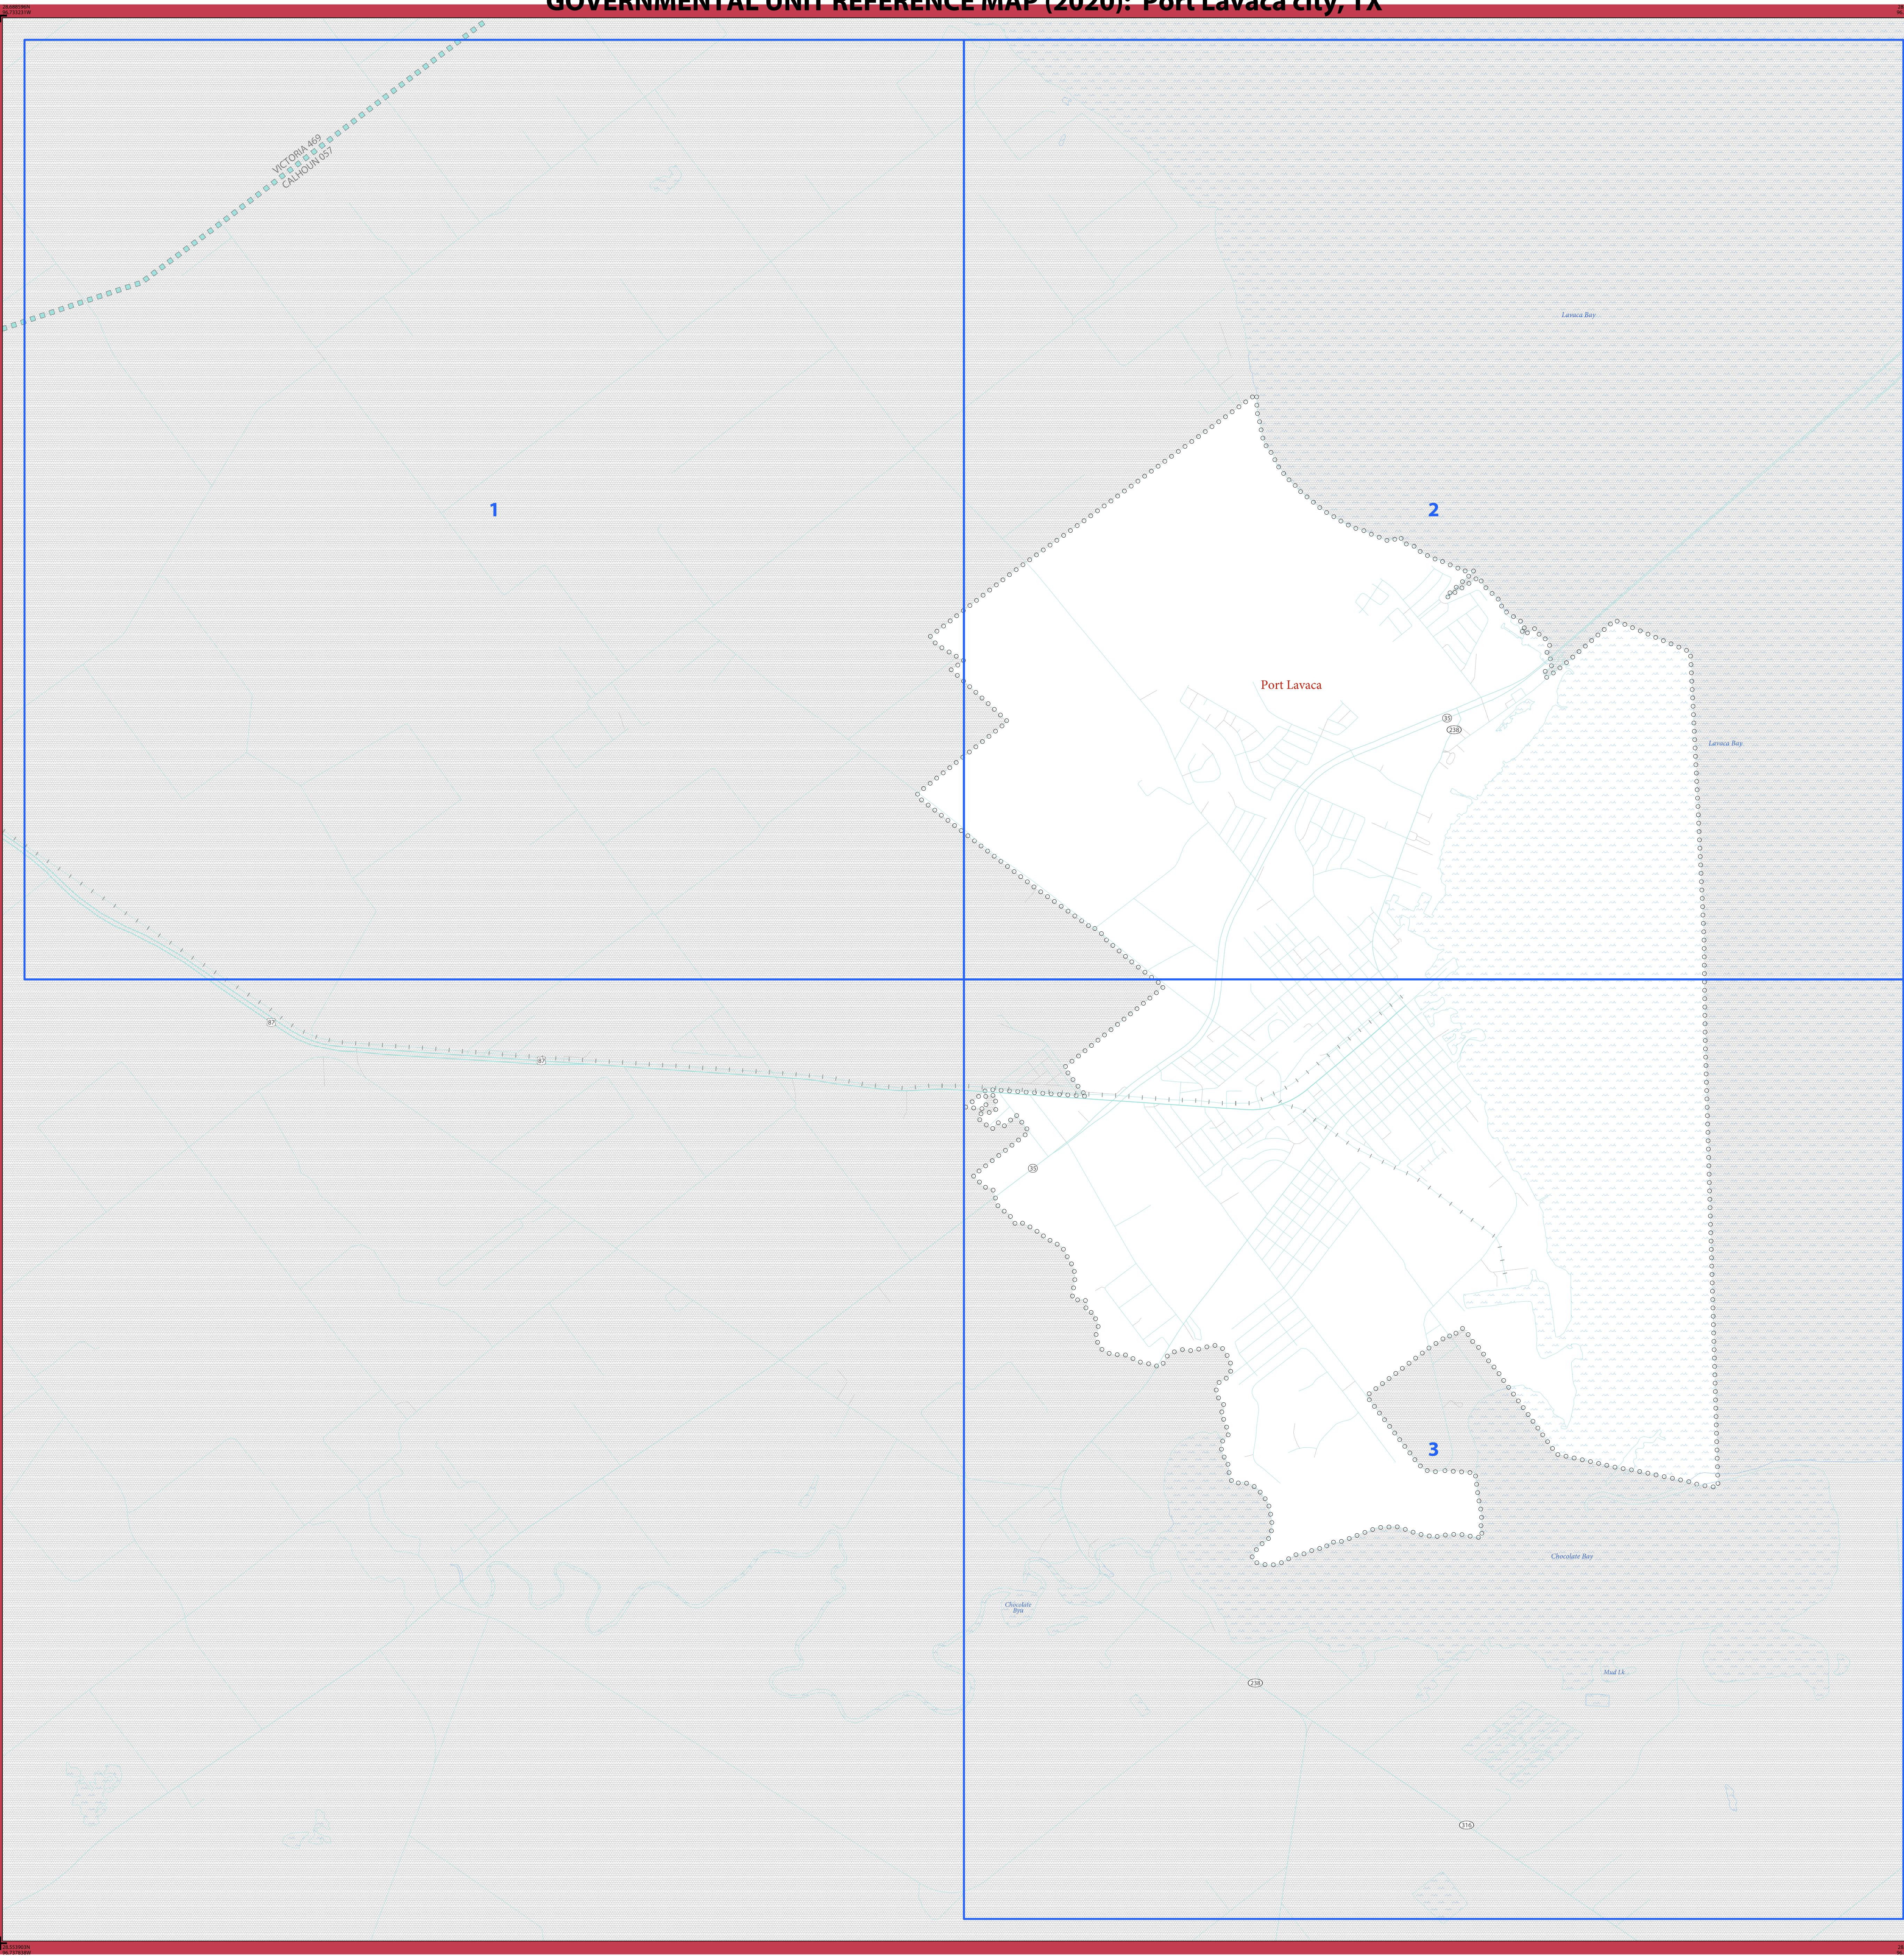 GOVERNMENTAL UNIT REFERENCE MAP (2020): Port Lavaca city, TX
VICTORIA 469
CALHOUN 057
Lavaca Bay
1
2
Port Lavaca
35
238
Lavaca Bay
87
87
35
3
Chocolate Bay
Chocolate
Byu
Mud Lk
238
316